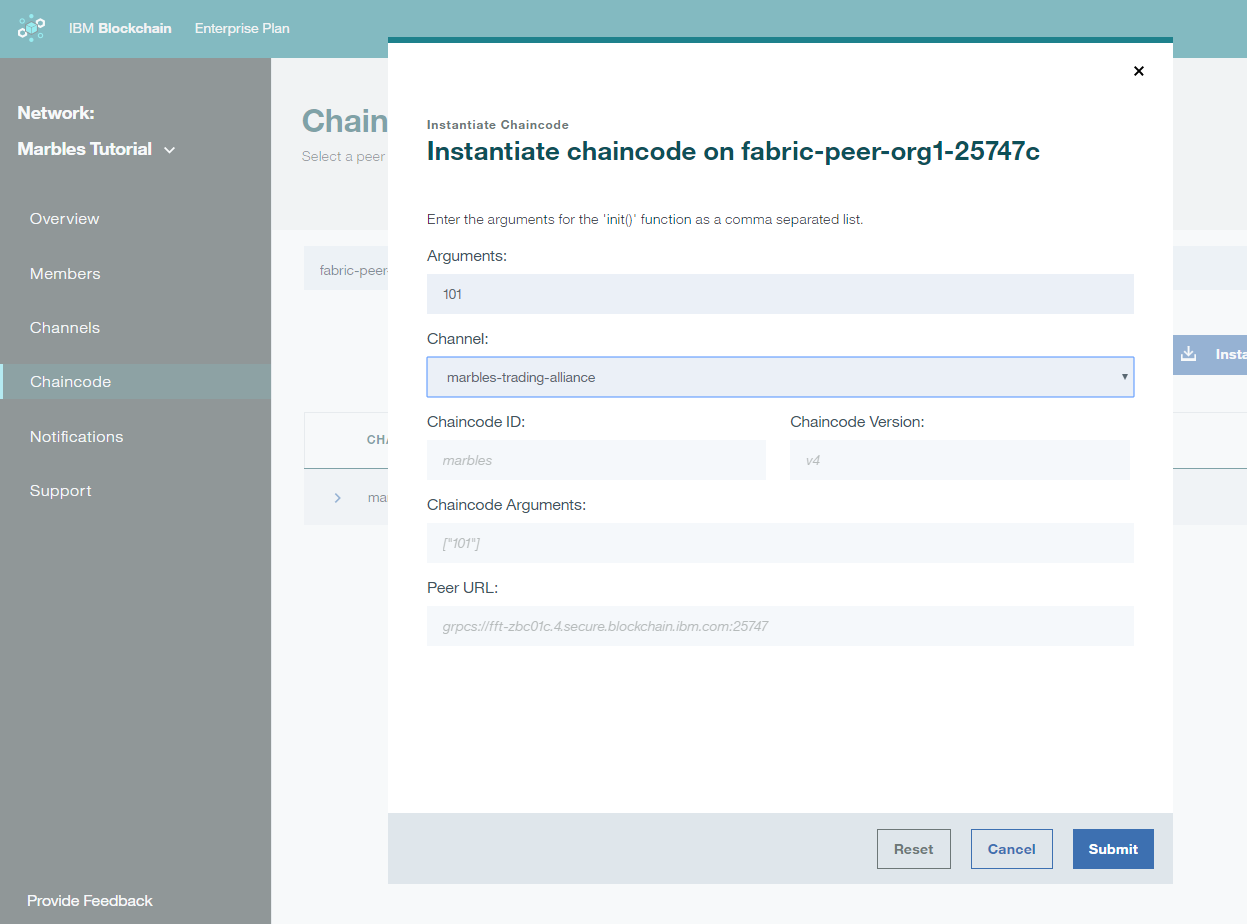 IBM Blockchain Enterprise Plan
Network:
Marbles Tutorial
Overview
Members
Channels
Chaincode
Notifications
Support
Provide Feedback
Chain
Select a peer
fabric-peer-
Insta
CHA
ma
Instantiate Chaincode
Instantiate chaincode on fabric-peer-org1-25747c
Enter the arguments for the 'init()' function as a comma separated list.
Arguments:
101
Channel:
marbles-trading-alliance
Chaincode ID: Chaincode Version:
marbles v4
Chaincode Arguments:
["101"]
Peer URL:
grpcs://fft-zbc01c.4.secure.blockchain.ibm.com:25747
Reset Cancel Submit